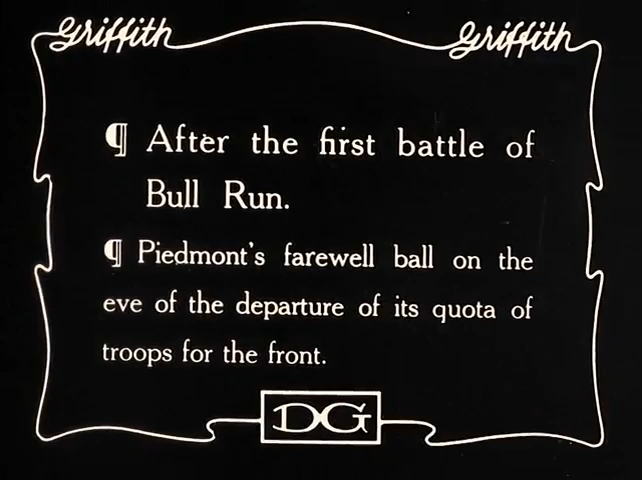 Griffith Griffith
¶ After the first battle of
Bull Run.
¶ Piedmont's farewell ball on the
eve of the departure of its quota of
troops for the front.
DG